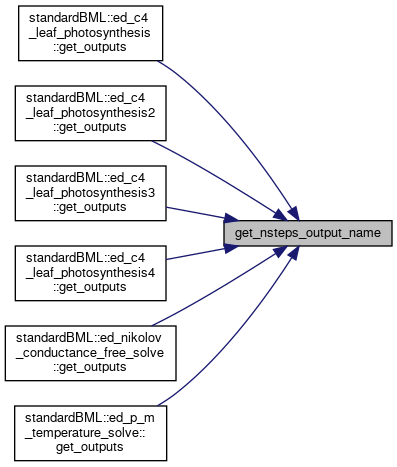 standardBML::ed_c4
_leaf_photosynthesis
::get_outputs
standardBML::ed_c4
_leaf_photosynthesis2
::get_outputs
standardBML::ed_c4
_leaf_photosynthesis3
::get_outputs
get_nsteps_output_name
standardBML::ed_c4
_leaf_photosynthesis4
::get_outputs
standardBML::ed_nikolov
_conductance_free_solve
::get_outputs
standardBML::ed_p_m
_temperature_solve::
get_outputs